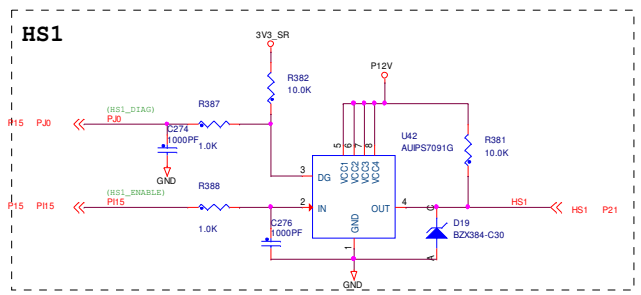 HS1
3V3_SR
P12V
R382
10.0K
R387
1.0K
(HS1_DIAG)
P15 PJ0
PJ0
C274
1000PF
GND
U42
AUIPS7091G
R381
10.0K
5
6
7
8
VCC1
VCC2
VCC3
VCC4
3
DG
R388
1.0K
(HS1_ENABLE)
P15 PI15
PI15
2
IN
OUT
4
GND
1
C276
1000PF
C
A
D19
BZX384-C30
HS1
HS1 P21
GND